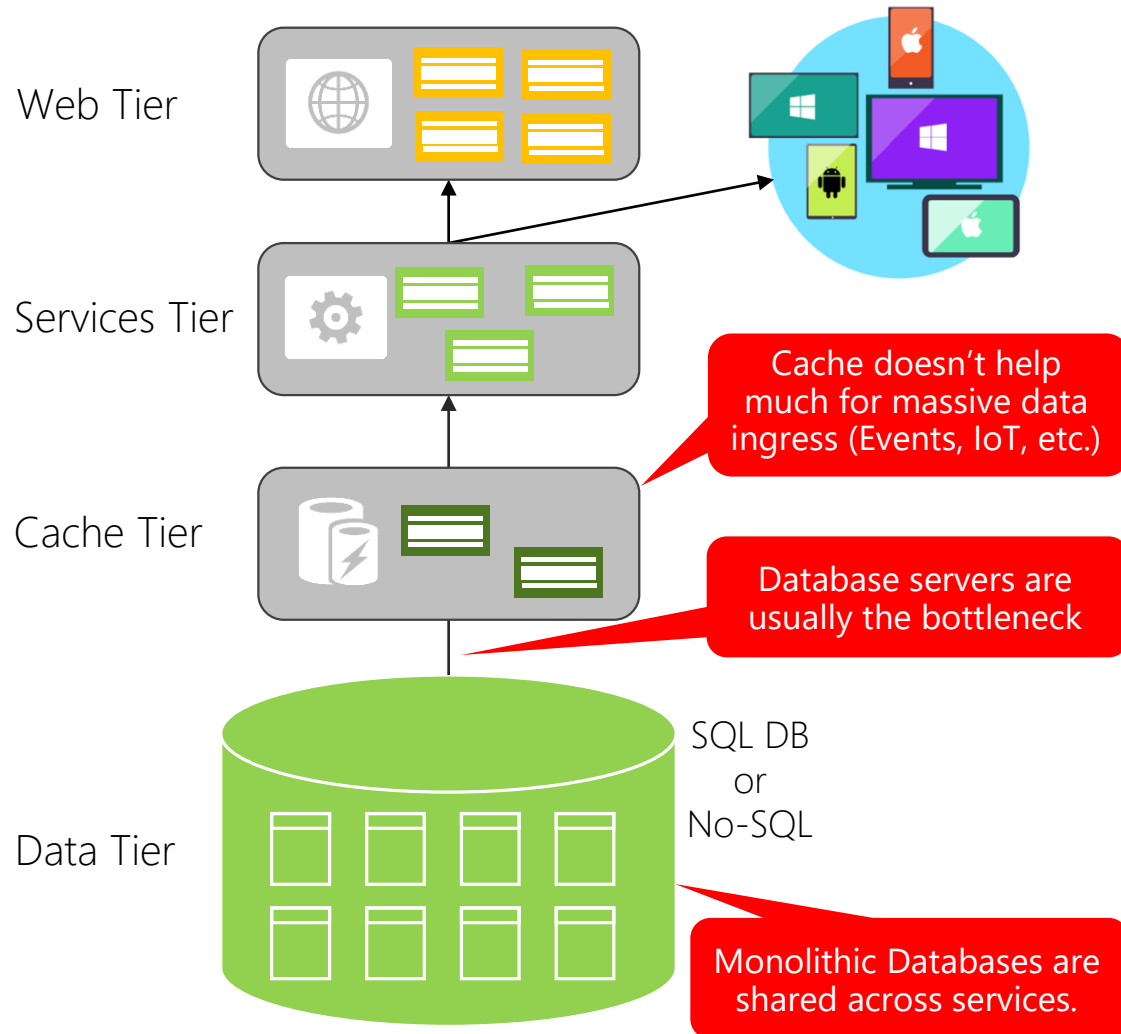 Web Tier
Services Tier
Cache doesn’t help
much for massive data
ingress (Events, IoT, etc.)
Cache Tier
Database servers are
usually the bottleneck
SQL DB
or
No-SQL
Data Tier
Monolithic Databases are
shared across services.